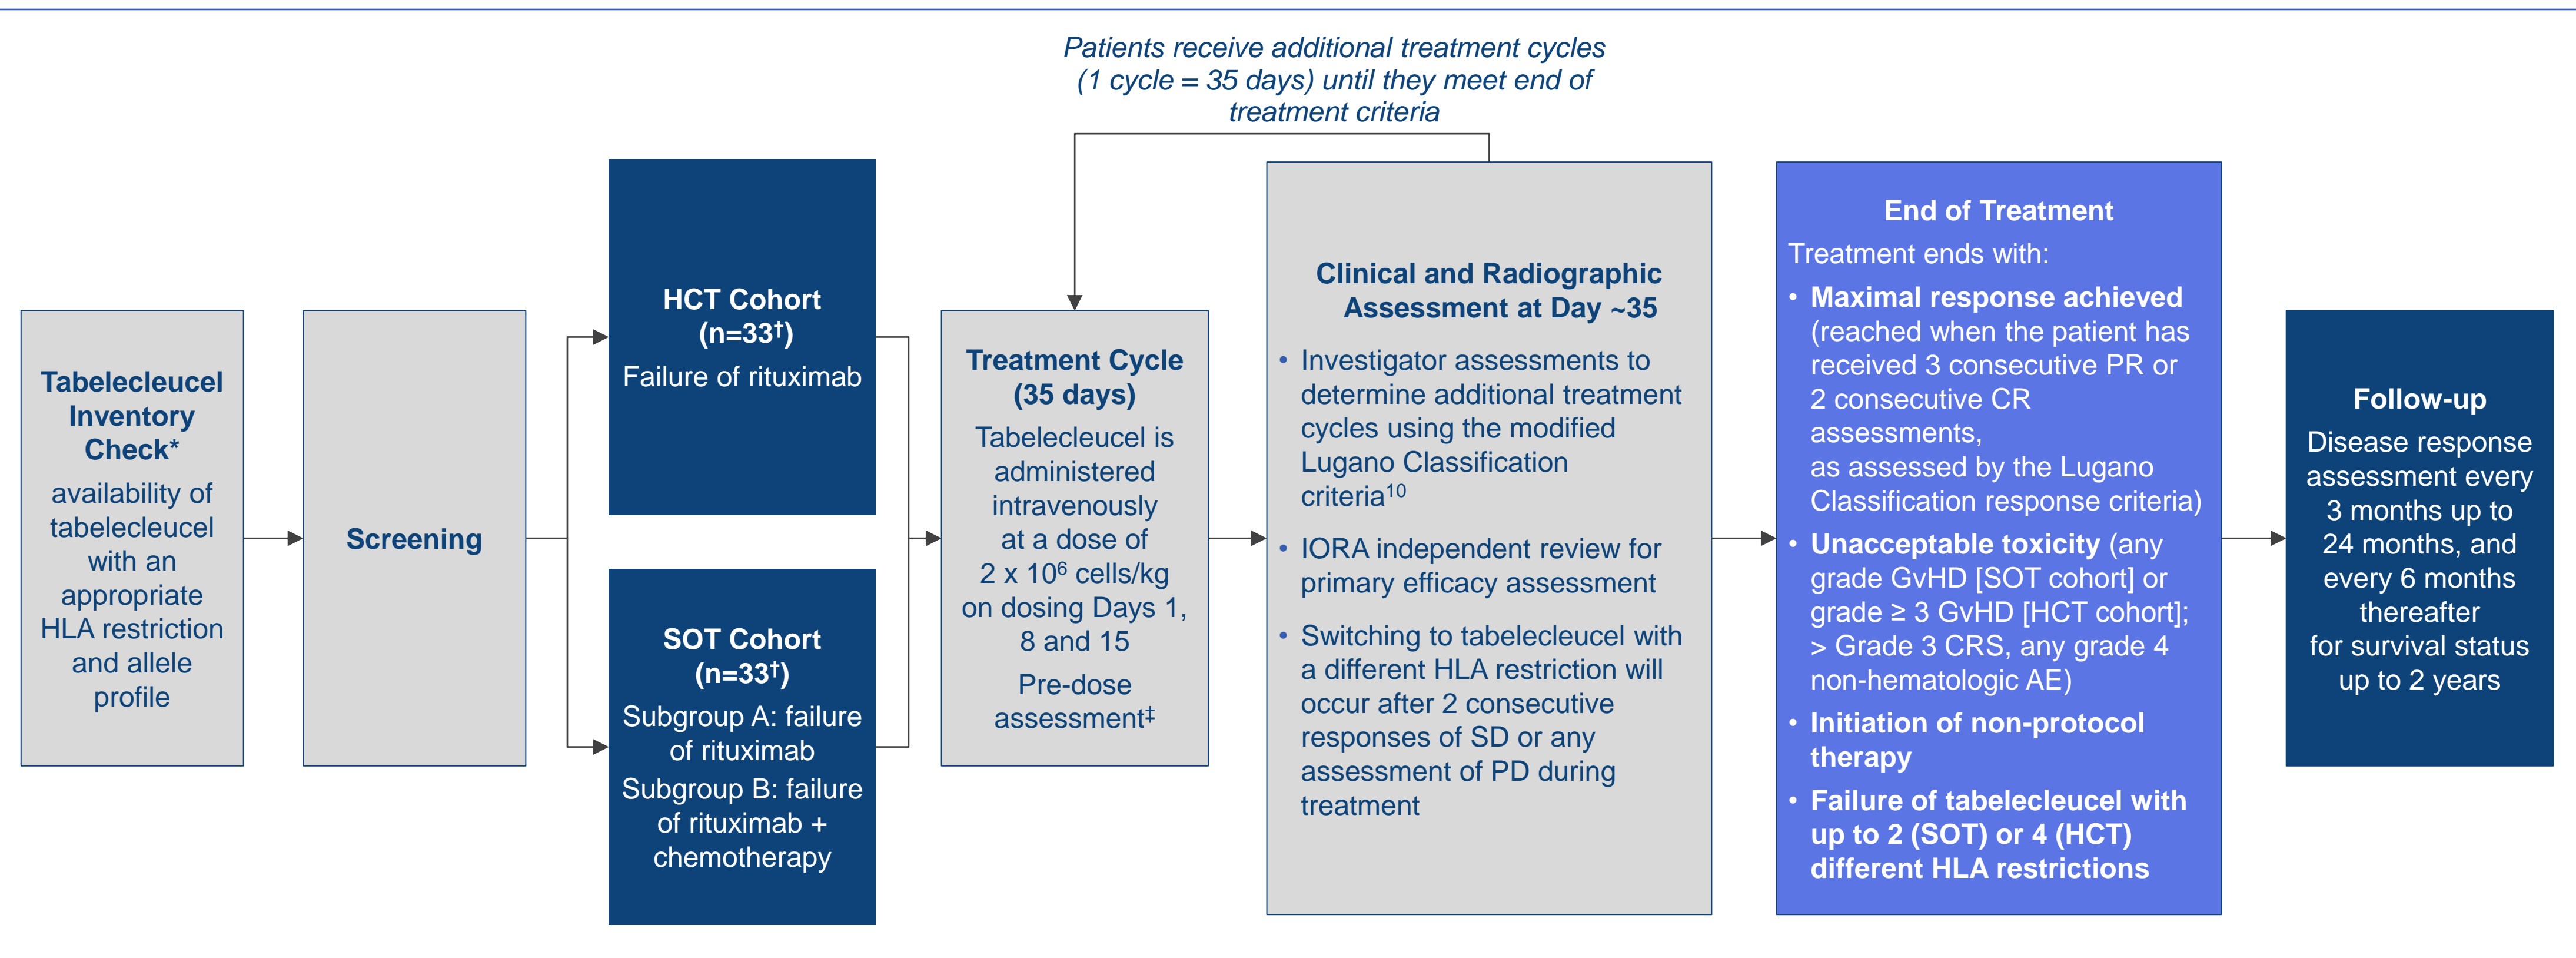 Patients receive additional treatment cycles
(1 cycle = 35 days) until they meet end of
treatment criteria
Tabelecleucel
Inventory
Check*
availability of
tabelecleucel
with an
appropriate
HLA restriction
and allele
profile
Screening
HCT Cohort
(n=33†)
Failure of rituximab
SOT Cohort
(n=33†)
Subgroup A: failure
of rituximab
Subgroup B: failure
of rituximab +
chemotherapy
Treatment Cycle
(35 days)
Tabelecleucel is
administered
intravenously
at a dose of
2 x 10⁶ cells/kg
on dosing Days 1,
8 and 15
Pre-dose
assessment‡
Clinical and Radiographic
Assessment at Day ~35
• Investigator assessments to
determine additional treatment
cycles using the modified
Lugano Classification
criteria¹⁰
• IORA independent review for
primary efficacy assessment
• Switching to tabelecleucel with
a different HLA restriction will
occur after 2 consecutive
responses of SD or any
assessment of PD during
treatment
End of Treatment
Treatment ends with:
• Maximal response achieved
(reached when the patient has
received 3 consecutive PR or
2 consecutive CR
assessments,
as assessed by the Lugano
Classification response criteria)
• Unacceptable toxicity (any
grade GvHD [SOT cohort] or
grade ≥ 3 GvHD [HCT cohort];
> Grade 3 CRS, any grade 4
non-hematologic AE)
• Initiation of non-protocol
therapy
• Failure of tabelecleucel with
up to 2 (SOT) or 4 (HCT)
different HLA restrictions
Follow-up
Disease response
assessment every
3 months up to
24 months, and
every 6 months
thereafter
for survival status
up to 2 years